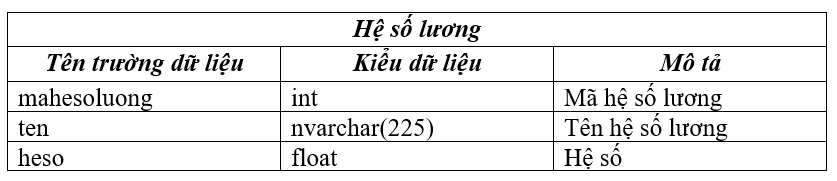 Hệ số lương
Tên trường dữ liệu Kiểu dữ liệu Mô tả
mahesoluong int Mã hệ số lương
ten nvarchar(225) Tên hệ số lương
heso float Hệ số